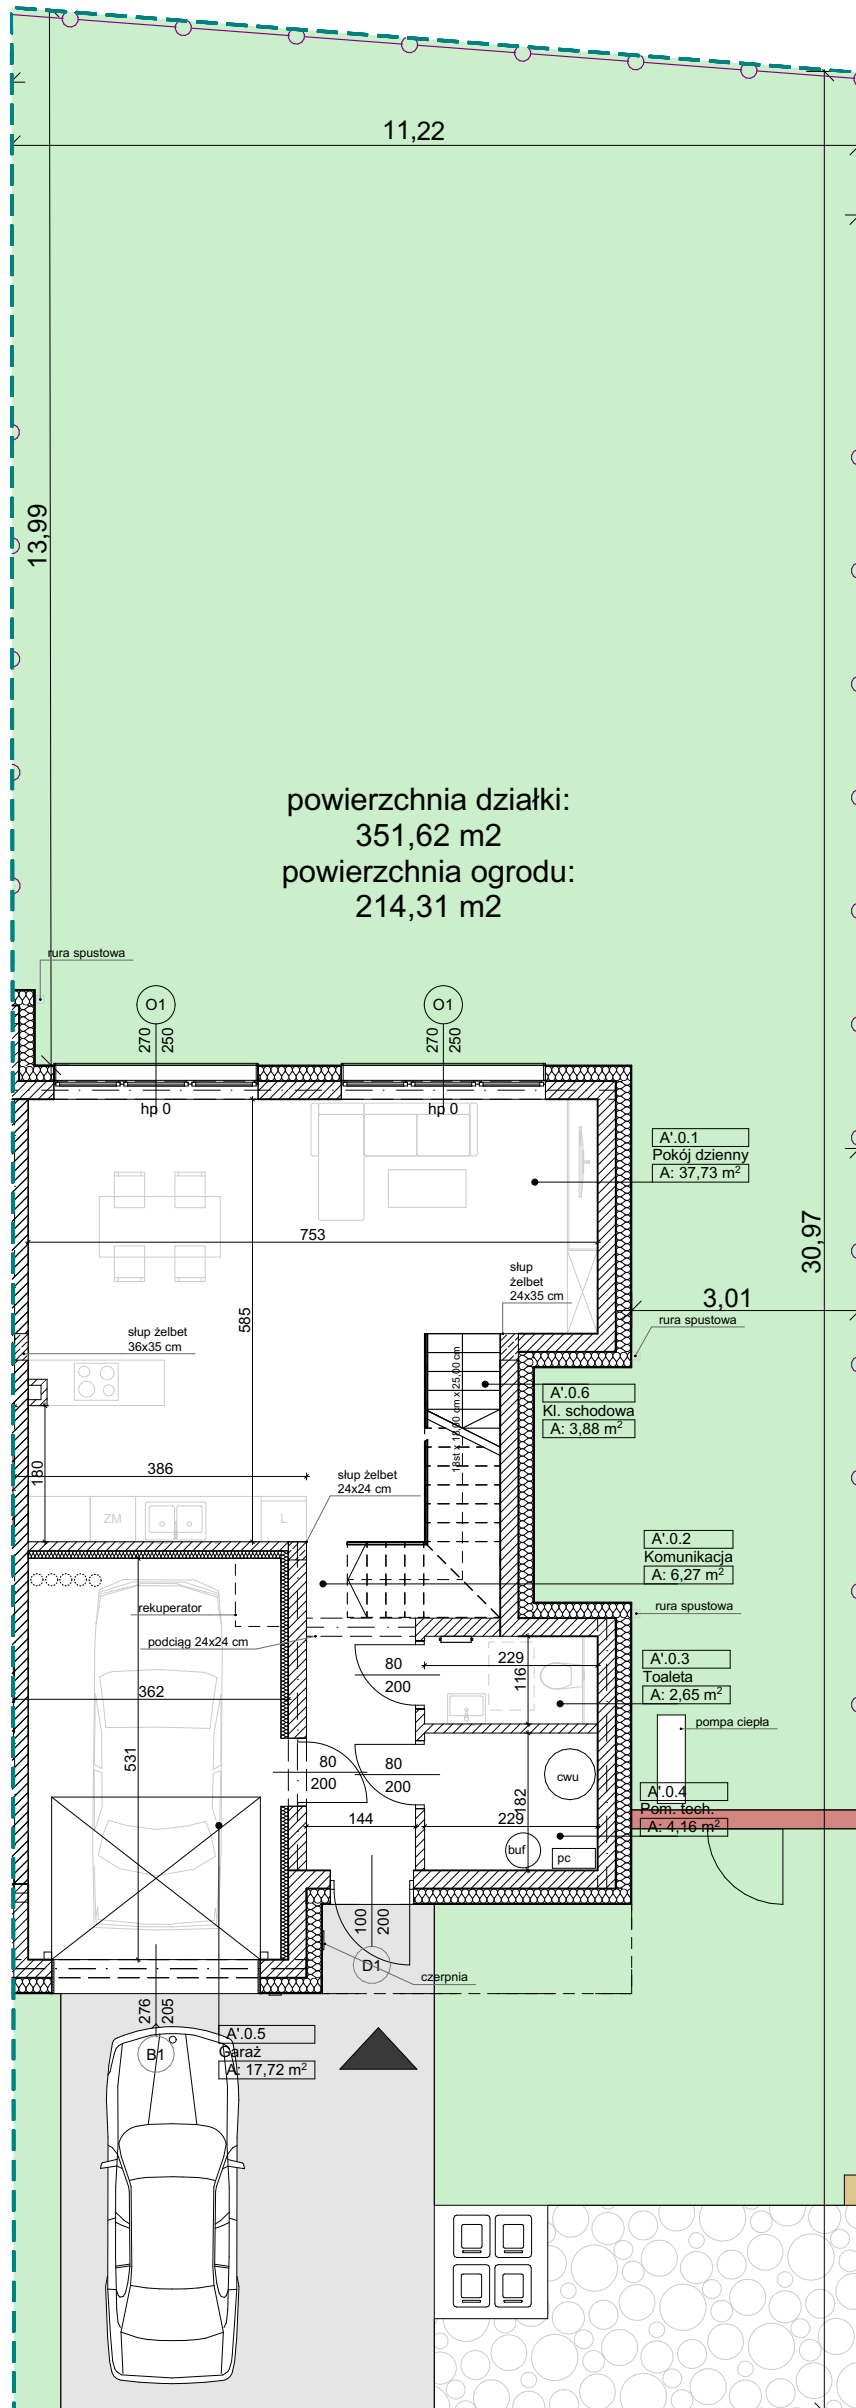 11,22
13,99
powierzchnia działki:
351,62 m2
powierzchnia ogrodu:
214,31 m2
rura spustowa
O1
270
250
hp 0
O1
270
250
hp 0
A'.0.1
Pokój dzienny
A: 37,73 m²
753
585
30,97
słup
żelbet
24x35 cm
3,01
rura spustowa
słup żelbet
36x35 cm
18st x 18,00 cm x 25,00 cm
A'.0.6
Kl. schodowa
A: 3,88 m²
180
386
słup żelbet
24x24 cm
ZM
L
A'.0.2
Komunikacja
A: 6,27 m²
rekuperator
rura spustowa
podciąg 24x24 cm
80
200
229
116
A'.0.3
Toaleta
A: 2,65 m²
362
531
pompa ciepła
80
200
80
200
cwu
182
A'.0.4
Pom. tech.
A: 4,16 m²
144
229
buf
pc
100
200
D1
czerpnia
276
205
B1
A'.0.5
Garaż
A: 17,72 m²